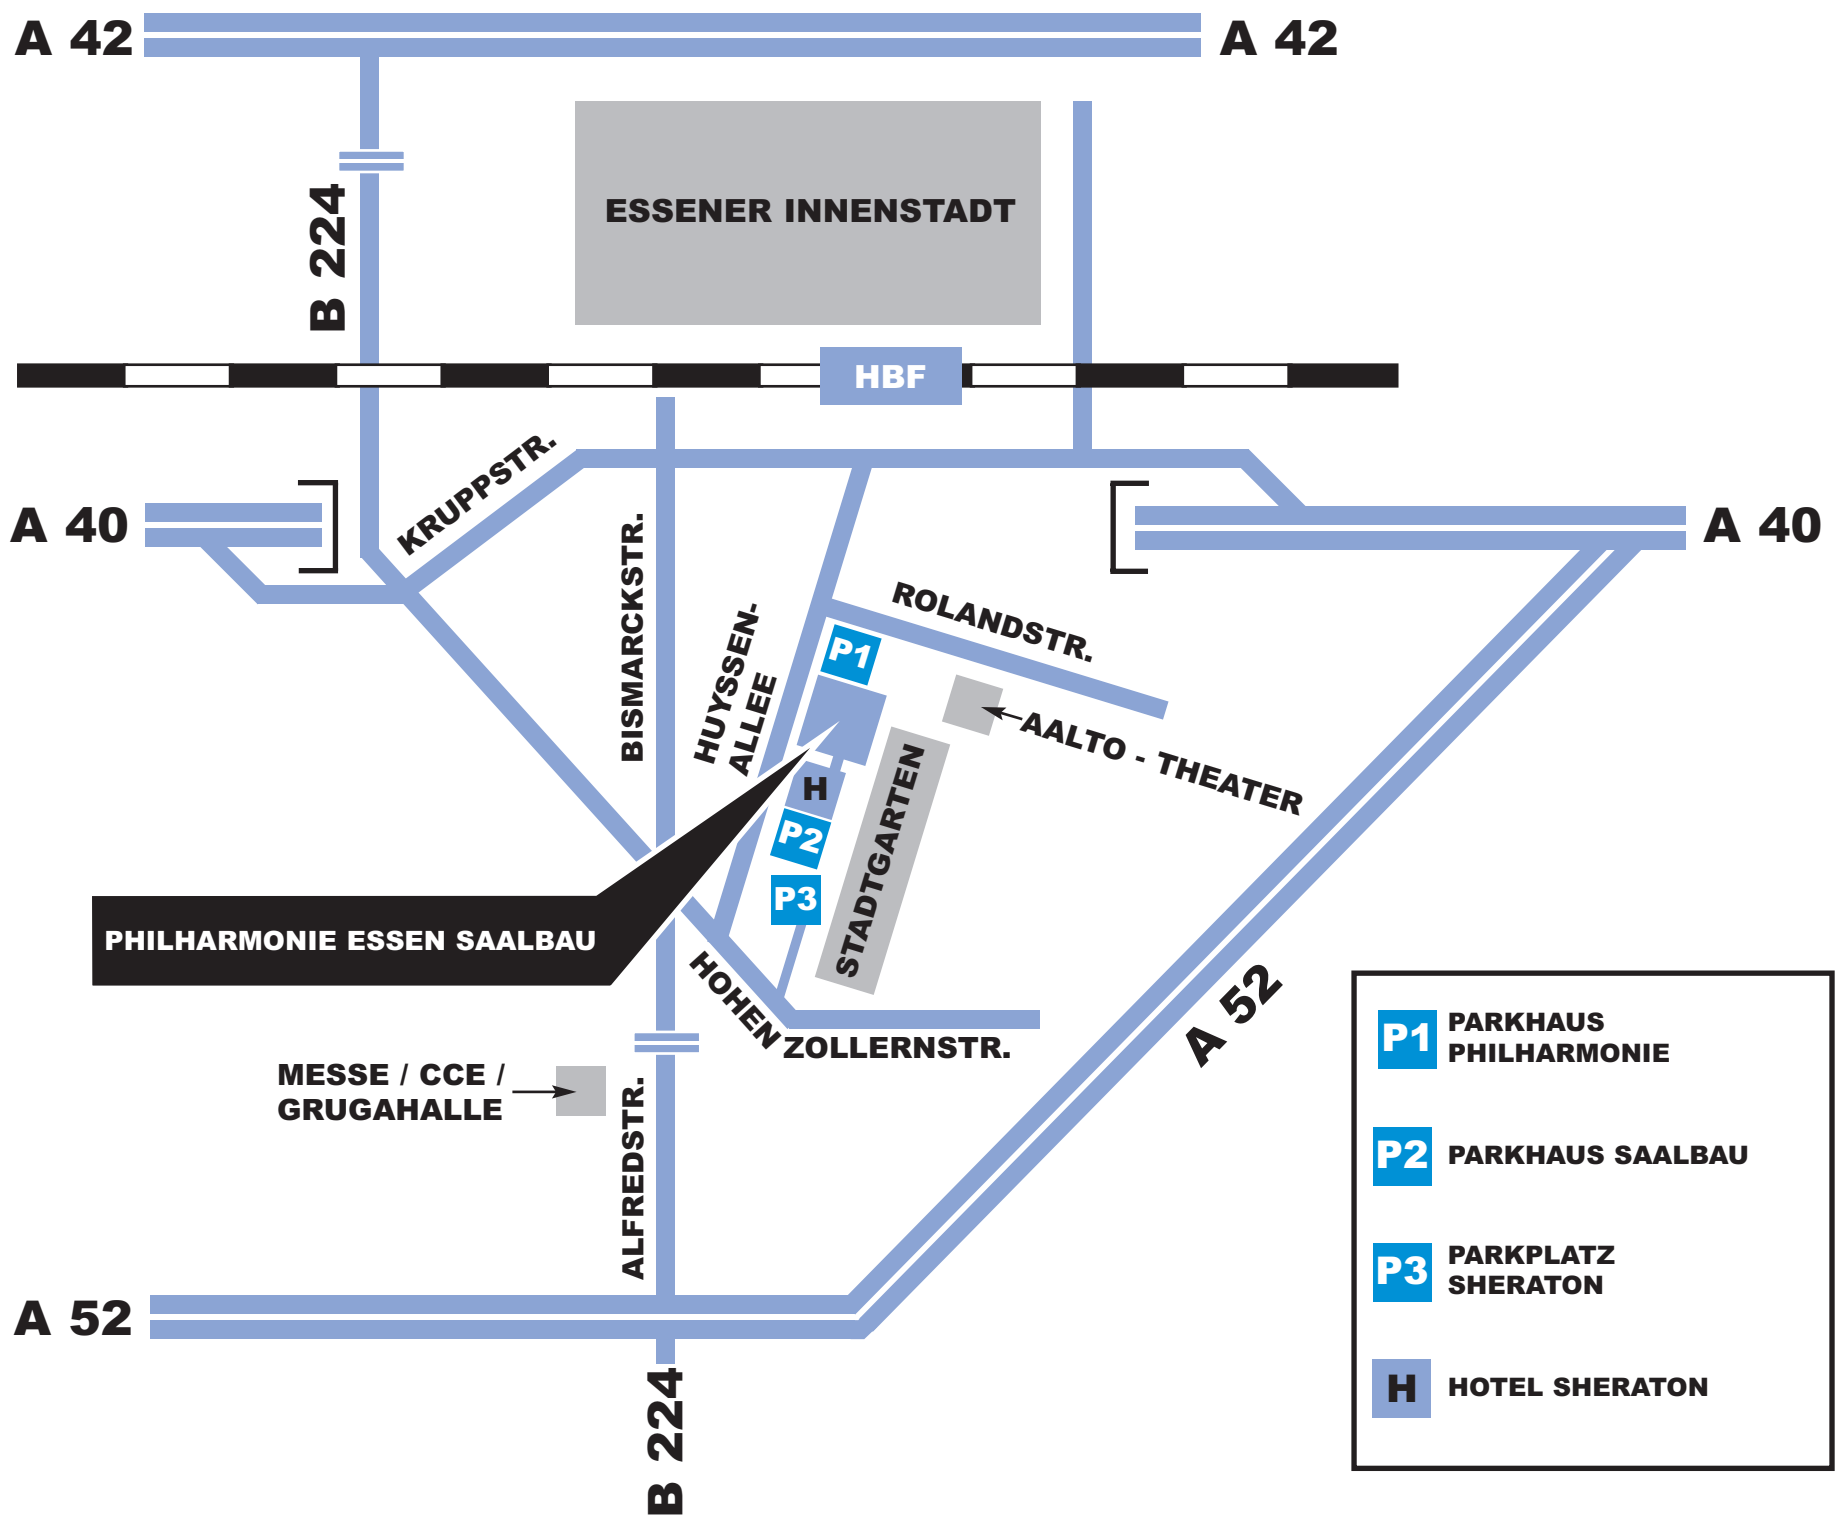 A 42
A 42
B 224
ESSENER INNENSTADT
HBF
KRUPPSTR.
A 40
A 40
BISMARCKSTR.
HUYSSEN-
ALLEE
ROLANDSTR.
P1
AALTO - THEATER
H
P2
P3
STADTGARTEN
PHILHARMONIE ESSEN SAALBAU
HOHEN
ZOLLERNSTR.
A 52
MESSE / CCE /
GRUGAHALLE
ALFREDSTR.
A 52
B 224
P1
PARKHAUS
PHILHARMONIE
P2
PARKHAUS SAALBAU
P3
PARKPLATZ
SHERATON
H
HOTEL SHERATON